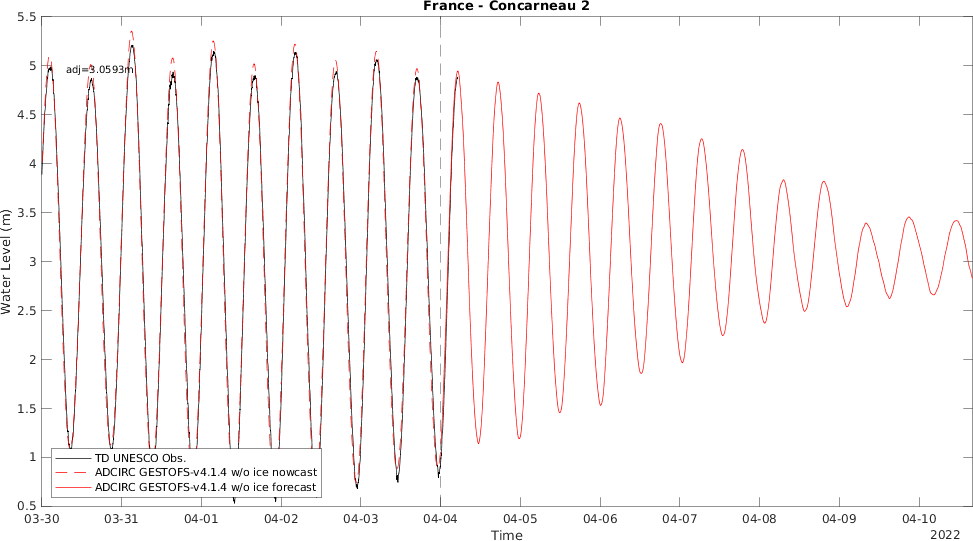 France - Concarneau 2
5.5
5
4.5
4
3.5
3
2.5
2
1.5
1
0.5
Water Level (m)
adj=3.0593m
TD UNESCO Obs.
ADCIRC GESTOFS-v4.1.4 w/o ice nowcast
ADCIRC GESTOFS-v4.1.4 w/o ice forecast
03-30 03-31 04-01 04-02 04-03 04-04 04-05 04-06 04-07 04-08 04-09 04-10
Time
2022